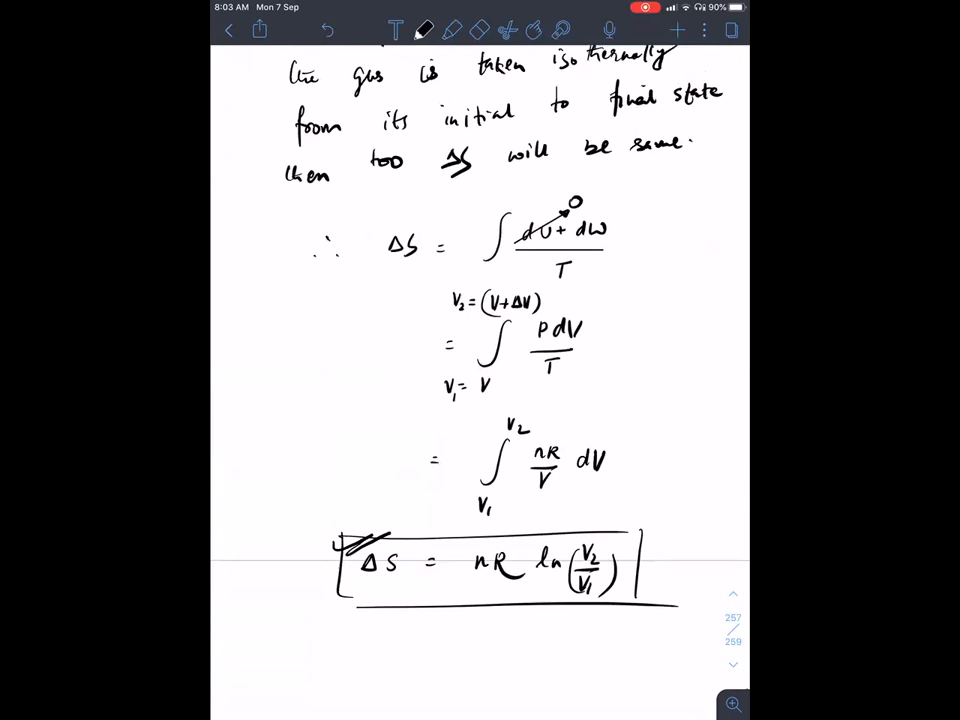 8:03 AM Mon 7 Sep 90%
the gas is taken isothermally
from its initial to final state
then too ΔS will be same.
∴ ΔS = ∫ (dU + dW) / T
0
V₂ = (V+ΔV)
= ∫ P dV / T
V₁ = V
V₂
= ∫ nR / V dV
V₁
ΔS = nR ln (V₂ / V₁)
257
259